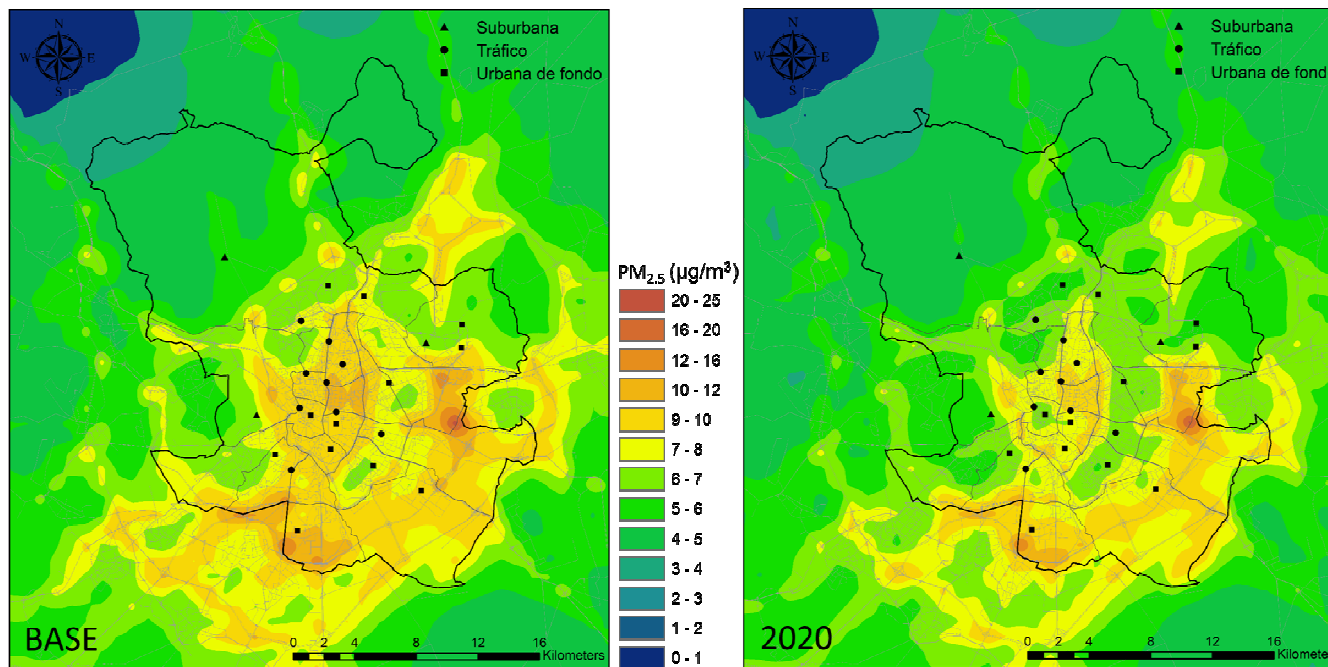 N
W E
S
Suburbana
Tráfico
Urbana de fondo
BASE
0 2 4 8 12 16
Kilometers
PM2.5 (µg/m³)
20 - 25
16 - 20
12 - 16
10 - 12
9 - 10
7 - 8
6 - 7
5 - 6
4 - 5
3 - 4
2 - 3
1 - 2
0 - 1
N
W E
S
Suburbana
Tráfico
Urbana de fond
2020
0 2 4 8 12 16
Kilometer